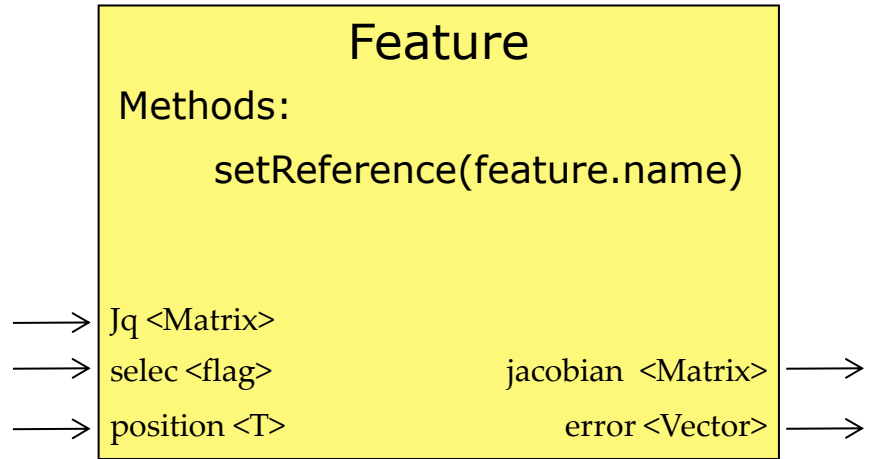 Feature
Methods:
setReference(feature.name)
Jq <Matrix>
selec <flag>
jacobian <Matrix>
position <T>
error <Vector>